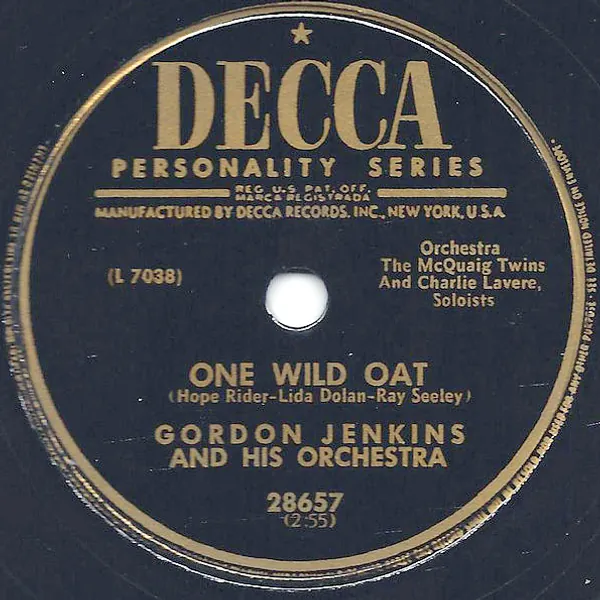 DECCA
PERSONALITY SERIES
REG. U.S. PAT. OFF.
MARCA REGISTRADA
MANUFACTURED BY DECCA RECORDS, INC., NEW YORK, U.S.A.
(L 7038)
Orchestra
The McQuaig Twins
And Charlie Lavere,
Soloists
ONE WILD OAT
(Hope Rider-Lida Dolan-Ray Seeley)
GORDON JENKINS
AND HIS ORCHESTRA
28657
(2:55)